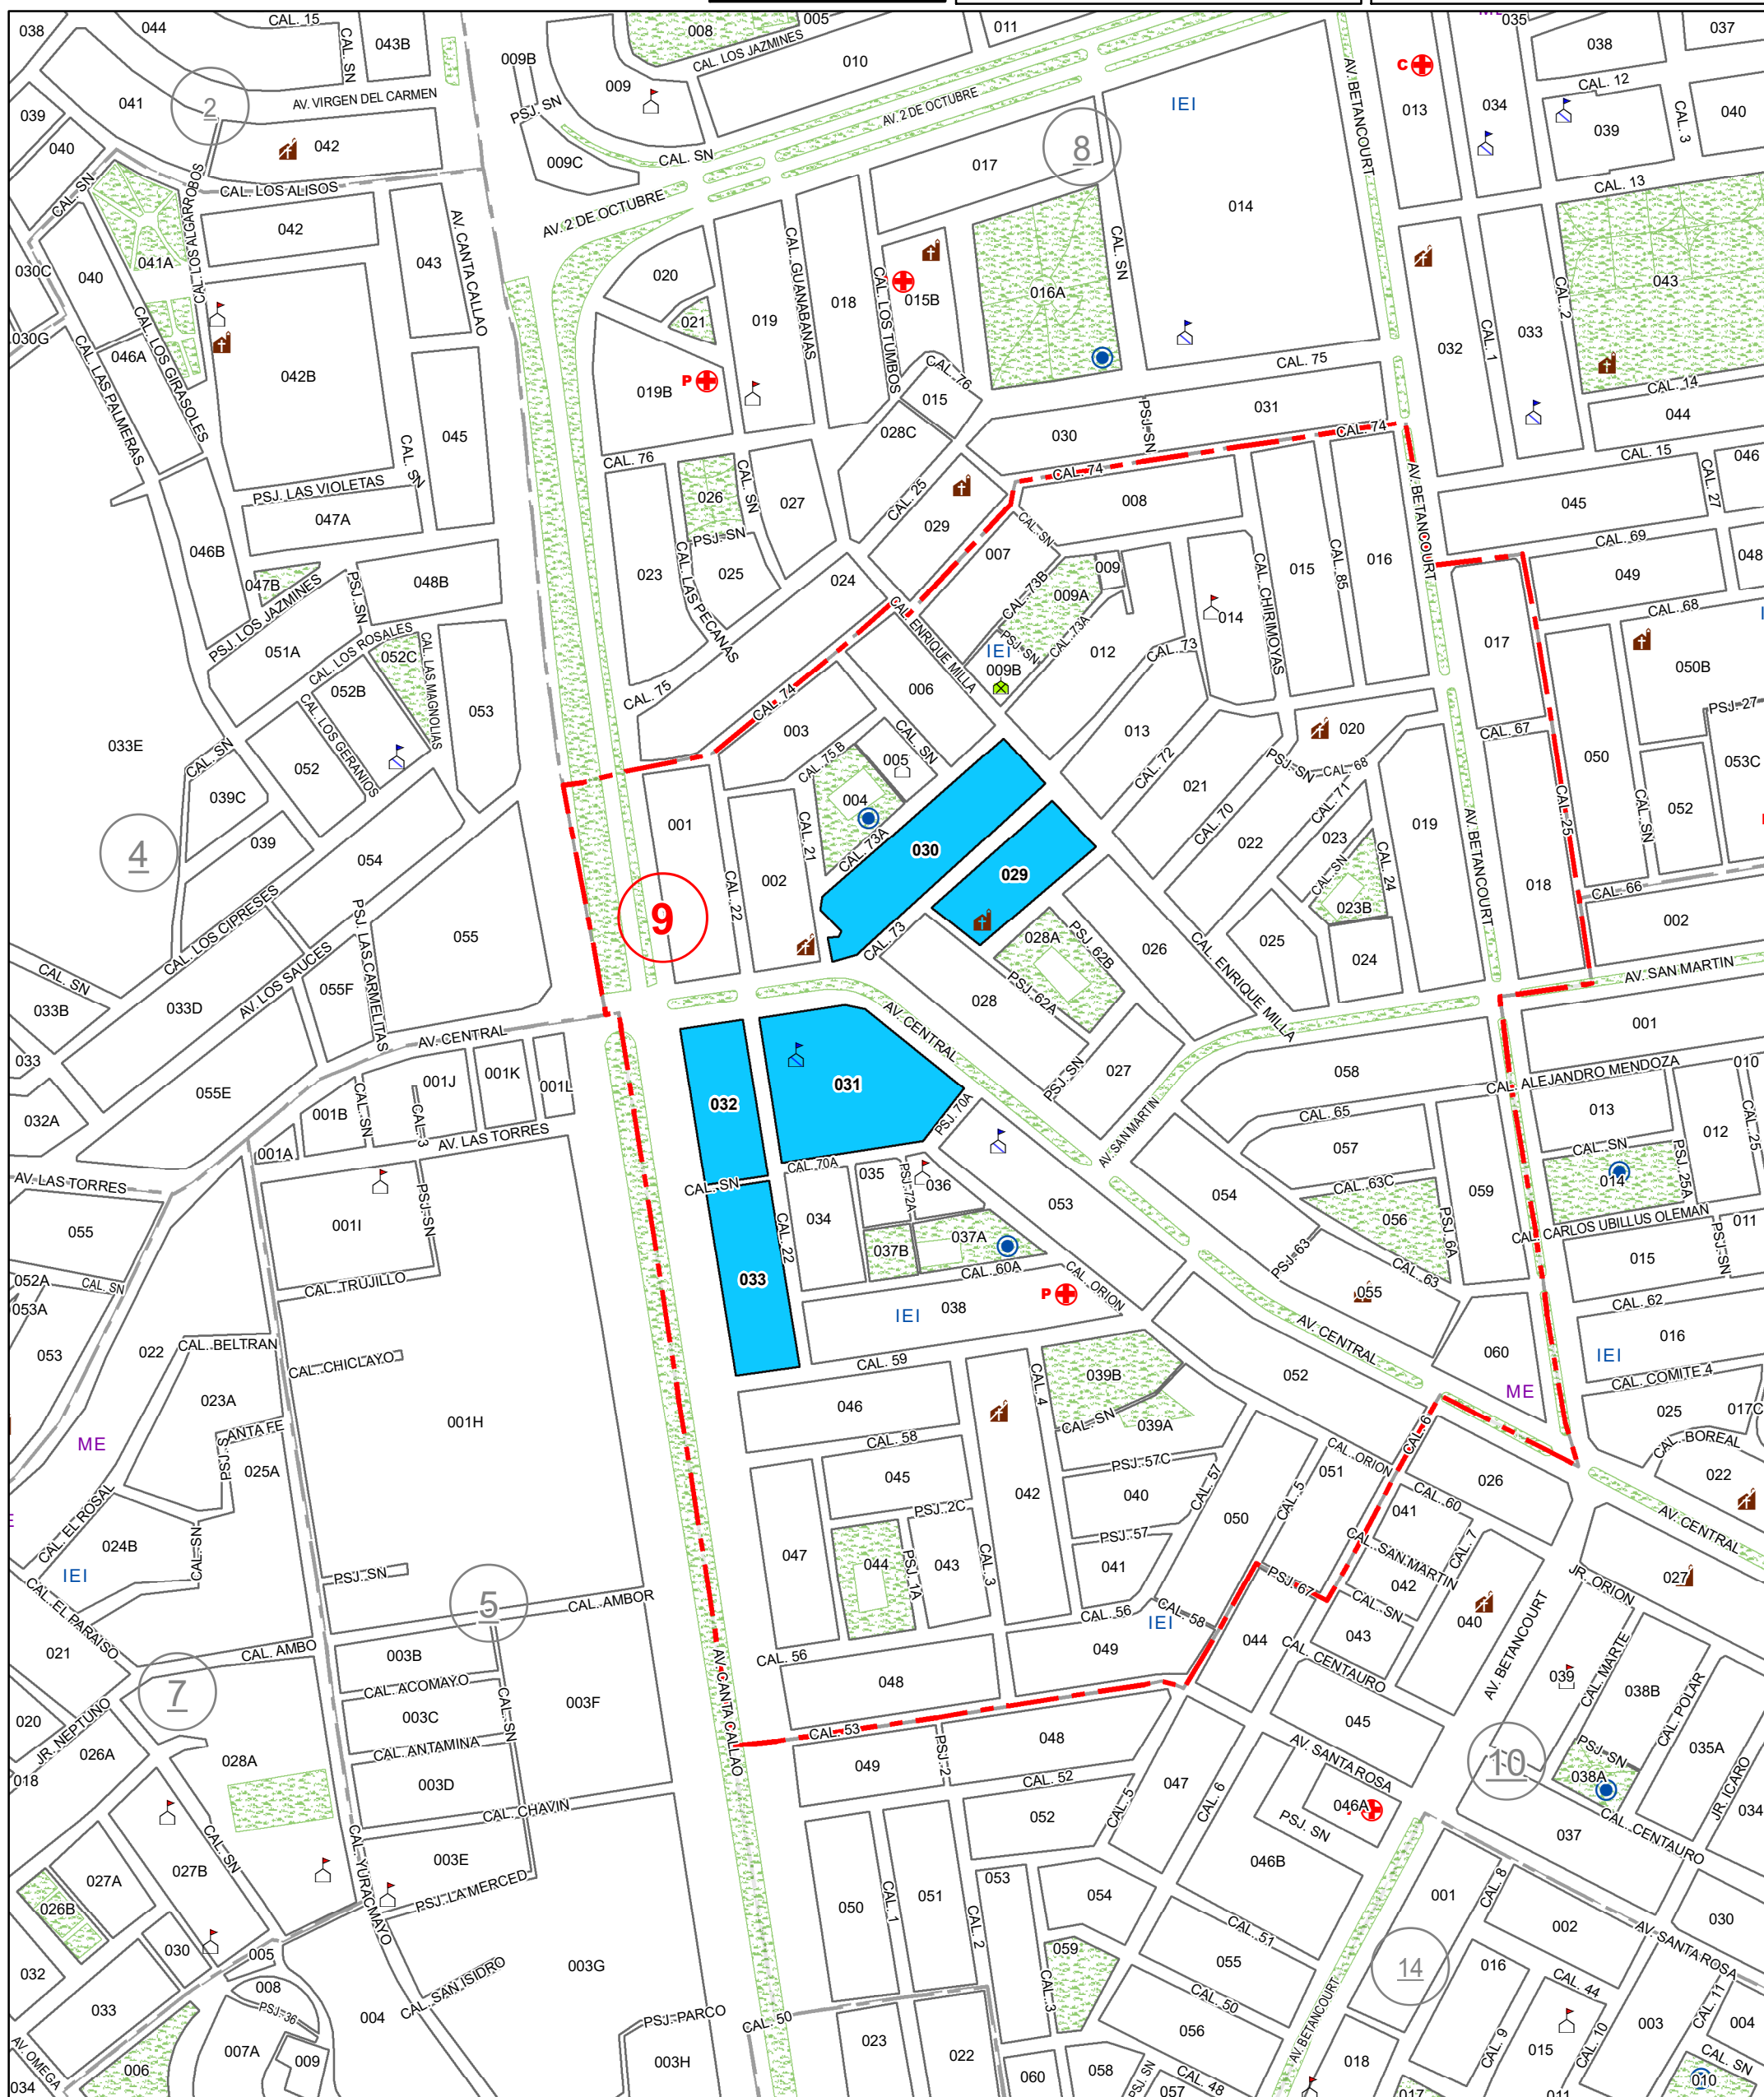 038
044
CAL. 15
CAL. SN
043B
009B
009
008
005
CAL. LOS JAZMINES
010
011
035
038
037
041
2
AV. VIRGEN DEL CARMEN
PSJ. SN
AV. 2 DE OCTUBRE
IEI
AV. BETANCOURT
C
013
034
CAL. 12
039
CAL. 3
040
039
040
042
009C
CAL. SN
017
8
CAL. SN
CAL. LOS ALGARROBOS
CAL. LOS ALISOS
AV. 2 DE OCTUBRE
014
CAL. 13
042
041A
043
AV. CANTA CALLAO
020
CAL. GUANABANAS
015B
CAL. SN
016A
030C
040
021
019
018
CAL. LOS TUMBOS
032
CAL. 1
033
CAL. 2
043
030G
046A
CAL. LOS GIRASOLES
042B
CAL. LAS PALMERAS
019B
P
CAL. 76
015
CAL. 75
CAL. 14
045
CAL. SN
028C
030
PSJ. SN
031
CAL. 74
044
CAL. 76
CAL. 74
CAL. 15
046
PSJ. LAS VIOLETAS
047A
026
CAL. SN
027
CAL. 25
029
008
AV. BETANCOURT
045
CAL. 27
046B
PSJ. SN
CAL. SN
007
CAL. 69
047B
PSJ. LOS JAZMINES
PSJ. SN
048B
023
025
CAL. LAS PECANAS
024
CAL. 73B
009
009A
CAL. CHIRIMOYAS
015
CAL. 85
016
049
048
CAL. 68
051A
CAL. LOS ROSALES
052C
CAL. LAS MAGNOLIAS
CAL. ENRIQUE MILLA
PSJ. SN
CAL. 73A
014
017
052B
053
IEI
009B
012
CAL. 73
050B
CAL. LOS GERANIOS
CAL. 75
CAL. 74
006
PSJ. 27
033E
CAL. SN
052
003
CAL. SN
013
020
CAL. 67
050
053C
039C
CAL. 75 B
005
CAL. 72
PSJ. SN
CAL. 68
004
021
CAL. 71
039
001
CAL. 21
CAL. 73A
030
CAL. 70
022
023
019
CAL. 25
052
CAL. SN
4
054
002
029
CAL. SN
CAL. 24
AV. BETANCOURT
018
CAL. 66
CAL. LOS CIPRESES
PSJ. LAS CARMELITAS
055
9
CAL. 22
023B
002
CAL. 73
028A
PSJ. 62B
026
025
024
CAL. SN
AV. LOS SAUCES
055F
CAL. ENRIQUE MILLA
AV. SAN MARTIN
033B
033D
028
PSJ. 62A
033
AV. CENTRAL
AV. CENTRAL
001
055E
001J
001K
001L
031
PSJ. SN
027
058
CAL. ALEJANDRO MENDOZA
010
032A
001B
CAL. SN
CAL. 3
032
PSJ. 70A
AV. SAN MARTIN
CAL. 65
013
012
CAL. 25
001A
AV. LAS TORRES
057
CAL. SN
PSJ. 25A
AV. LAS TORRES
CAL. 70A
035
PSJ. 72A
036
CAL. SN
CAL. 63C
014
055
001I
PSJ. SN
CAL. 22
034
053
054
056
059
PSJ. 6A
CAL. CARLOS UBILLUS OLEMAN
011
037B
037A
015
PSJ. SN
052A
CAL. SN
CAL. TRUJILLO
033
CAL. 60A
CAL. ORION
PSJ. 63
CAL. 63
053A
P
055
CAL. 62
038
IEI
053
022
CAL. BELTRAN
CAL. CHICLAYO
CAL. 59
AV. CENTRAL
060
016
IEI
039B
052
ME
CAL. COMITE 4
023A
046
CAL. 4
025
017C
SANTA FE
PSJ. S
001H
CAL. SN
039A
CAL. 6
CAL. BOREAL
ME
CAL. 58
025A
045
PSJ. 57C
CAL. 57
CAL. ORION
051
026
022
CAL. EL ROSAL
042
040
CAL. 5
CAL. 60
PSJ. 2C
050
041
AV. CENTRAL
024B
CAL. SN
PSJ. 57
CAL. SAN MARTIN
CAL. 7
047
044
PSJ. 1A
043
CAL. 3
041
IEI
PSJ. SN
PSJ. 67
042
JR. ORION
027
CAL. EL PARAISO
5
CAL. AMBOR
CAL. 56
CAL. 58
IEI
CAL. SN
040
AV. BETANCOURT
021
CAL. AMBO
003B
CAL. 56
049
044
043
CAL. MARTE
CAL. CENTAURO
7
CAL. ACOMAYO
003F
AV. CANTA CALLAO
048
039
038B
CAL. POLAR
020
JR. NEPTUNO
003C
CAL. SN
CAL. 53
045
026A
CAL. ANTAMINA
PSJ. 2
048
AV. SANTA ROSA
10
PSJ. SN
035A
018
028A
003D
049
CAL. 52
047
038A
JR. ICARO
CAL. CHAVIN
052
CAL. 5
CAL. 6
046A
034
PSJ. SN
037
CAL. CENTAURO
027A
027B
CAL. SN
003E
046B
CAL. YURACMAYO
PSJ. LA MERCED
050
CAL. 1
051
053
054
001
CAL. 8
026B
002
030
030
005
CAL. 2
CAL. 51
AV. SANTA ROSA
032
008
003G
059
055
14
016
033
PSJ. 36
004
CAL. SAN ISIDRO
CAL. 3
CAL. 50
CAL. 44
PSJ. PARCO
CAL. 50
056
AV. BETANCOURT
CAL. 9
015
CAL. 10
003
CAL. 11
004
AV. OMEGA
006
007A
009
003H
023
022
018
CAL. SN
034
060
058
PSJ. SN
057
CAL. 48
017
011
010